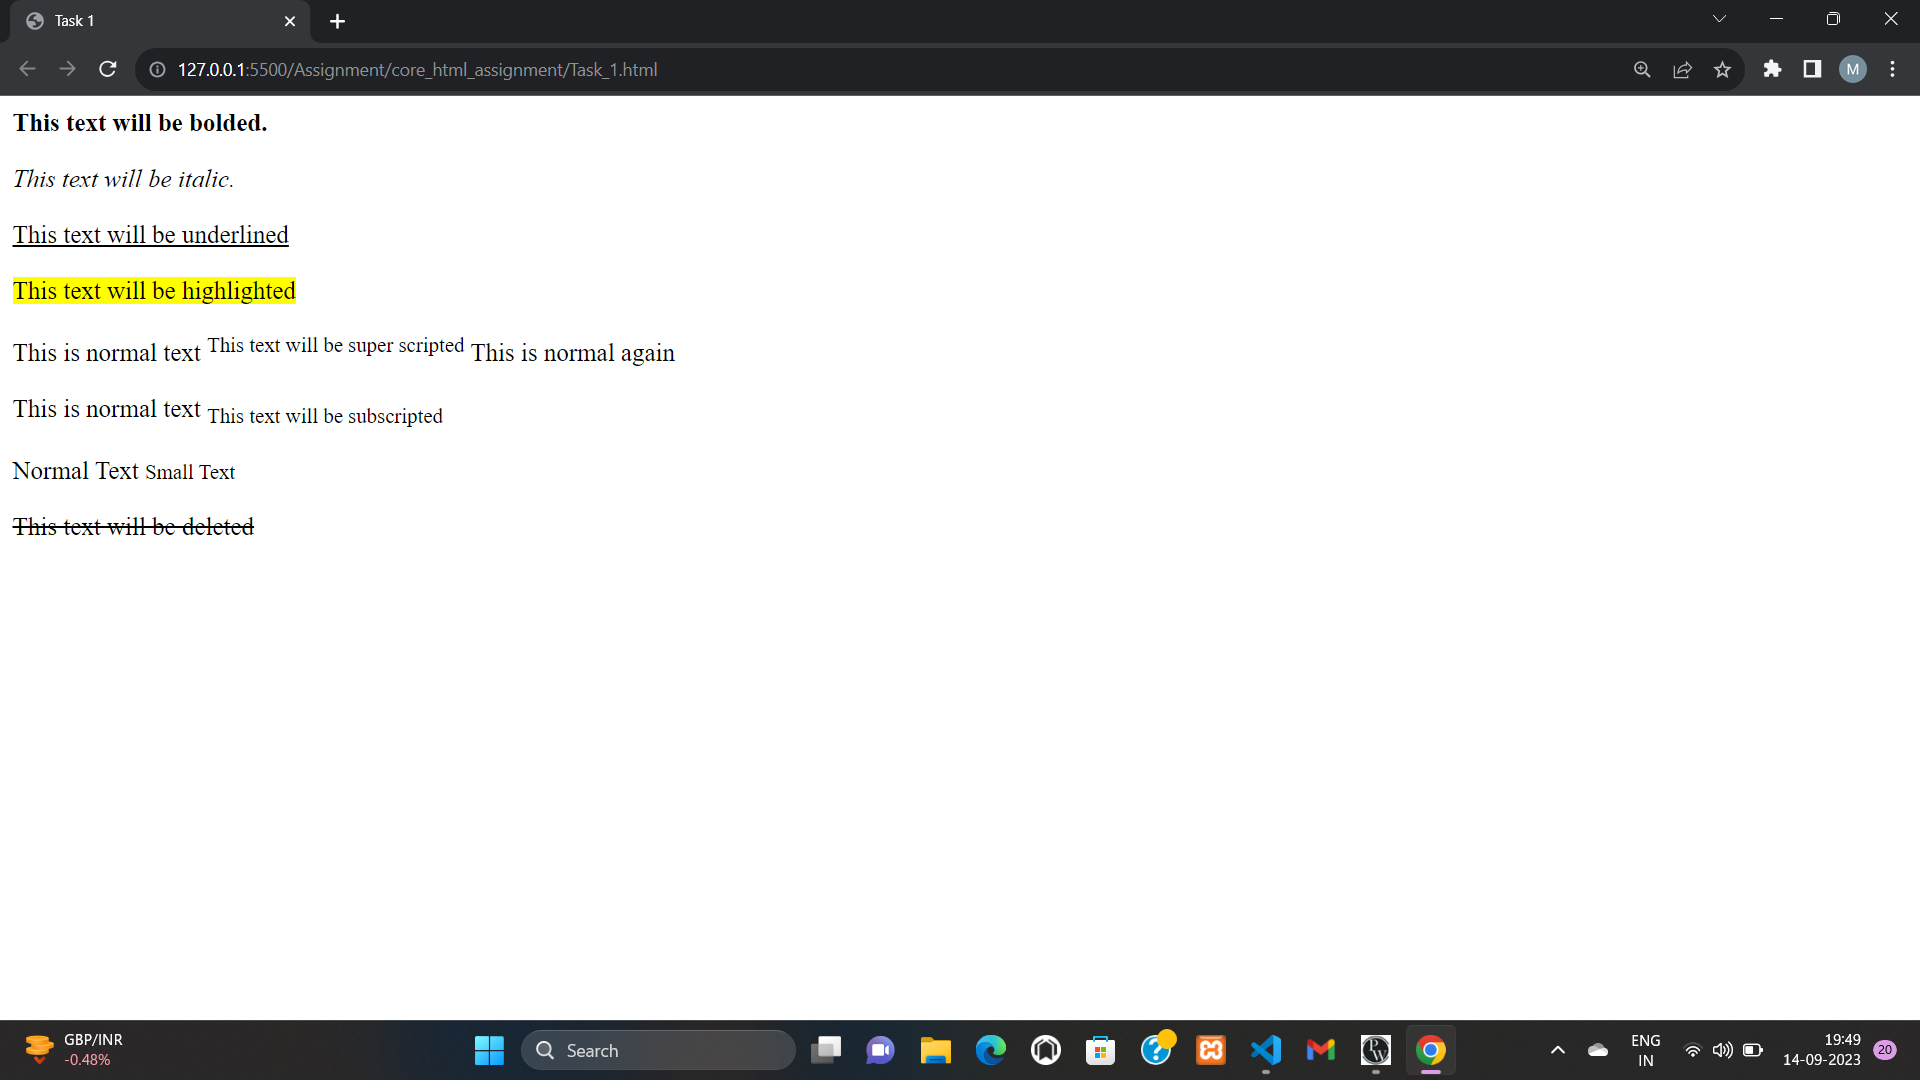 Task 1
127.0.0.1:5500/Assignment/core_html_assignment/Task_1.html
M
This text will be bolded.
This text will be italic.
This text will be underlined
This text will be highlighted
This is normal text This text will be super scripted This is normal again
This is normal text This text will be subscripted
Normal Text Small Text
This text will be deleted
GBP/INR
-0.48%
Search
PW
ENG
IN
19:49
14-09-2023
20